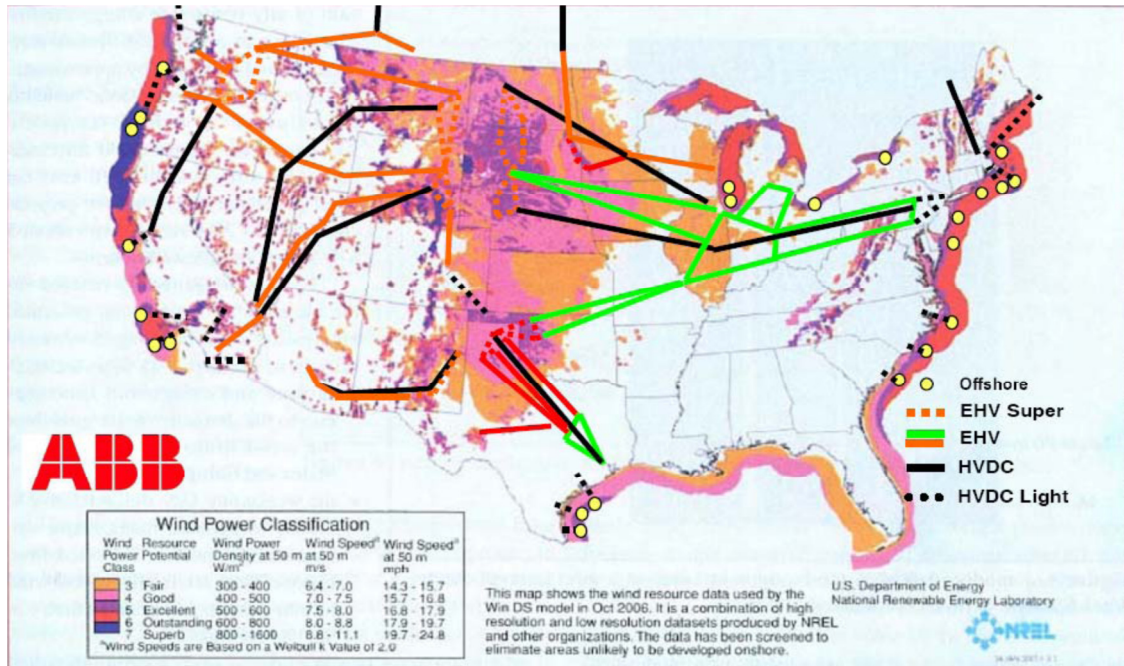 Offshore
EHV Super
EHV
HVDC
HVDC Light
ABB
Wind Power Classification
Wind Power Class Resource Potential Wind Power Density at 50 m W/m² Wind Speedᵃ at 50 m m/s Wind Speedᵃ at 50 m mph
3 Fair 300 - 400 6.4 - 7.0 14.3 - 15.7
4 Good 400 - 500 7.0 - 7.5 15.7 - 16.8
5 Excellent 500 - 600 7.5 - 8.0 16.8 - 17.9
6 Outstanding 600 - 800 8.0 - 8.8 17.9 - 19.7
7 Superb 800 - 1600 8.8 - 11.1 19.7 - 24.8
ᵃWind Speeds are Based on a Weibull k Value of 2.0
This map shows the wind resource data used by the
Win DS model in Oct 2006. It is a combination of high
resolution and low resolution datasets produced by NREL
and other organizations. The data has been screened to
eliminate areas unlikely to be developed onshore.
U.S. Department of Energy
National Renewable Energy Laboratory
NREL